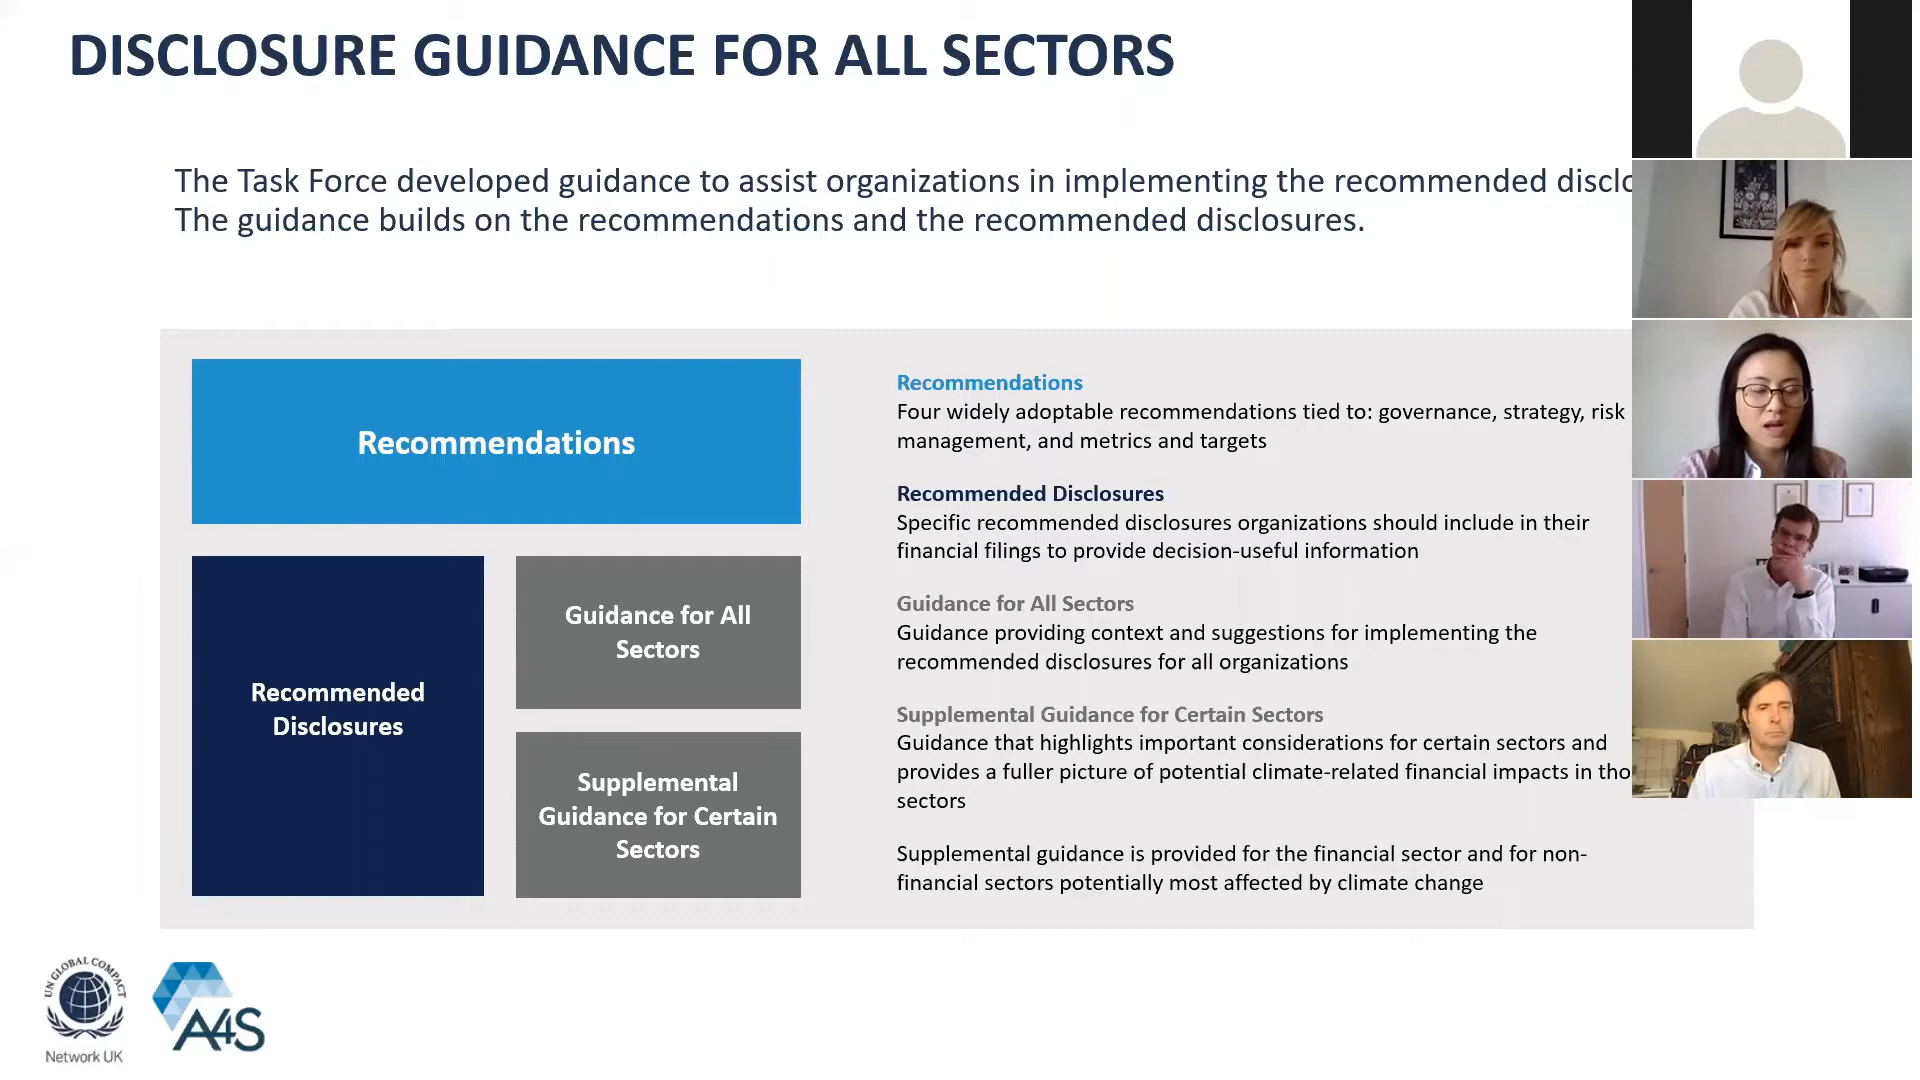 DISCLOSURE GUIDANCE FOR ALL SECTORS
The Task Force developed guidance to assist organizations in implementing the recommended
The guidance builds on the recommendations and the recommended disclosures.
Recommendations
Recommended
Disclosures
Guidance for All
Sectors
Supplemental
Guidance for Certain
Sectors
Recommendations
Four widely adoptable recommendations tied to: governance, strategy, risk
management, and metrics and targets
Recommended Disclosures
Specific recommended disclosures organizations should include in their
financial filings to provide decision-useful information
Guidance for All Sectors
Guidance providing context and suggestions for implementing the
recommended disclosures for all organizations
Supplemental Guidance for Certain Sectors
Guidance that highlights important considerations for certain sectors and
provides a fuller picture of potential climate-related financial impacts in
sectors
Supplemental guidance is provided for the financial sector and for non-
financial sectors potentially most affected by climate change
UN GLOBAL COMPACT
Network UK
A4S